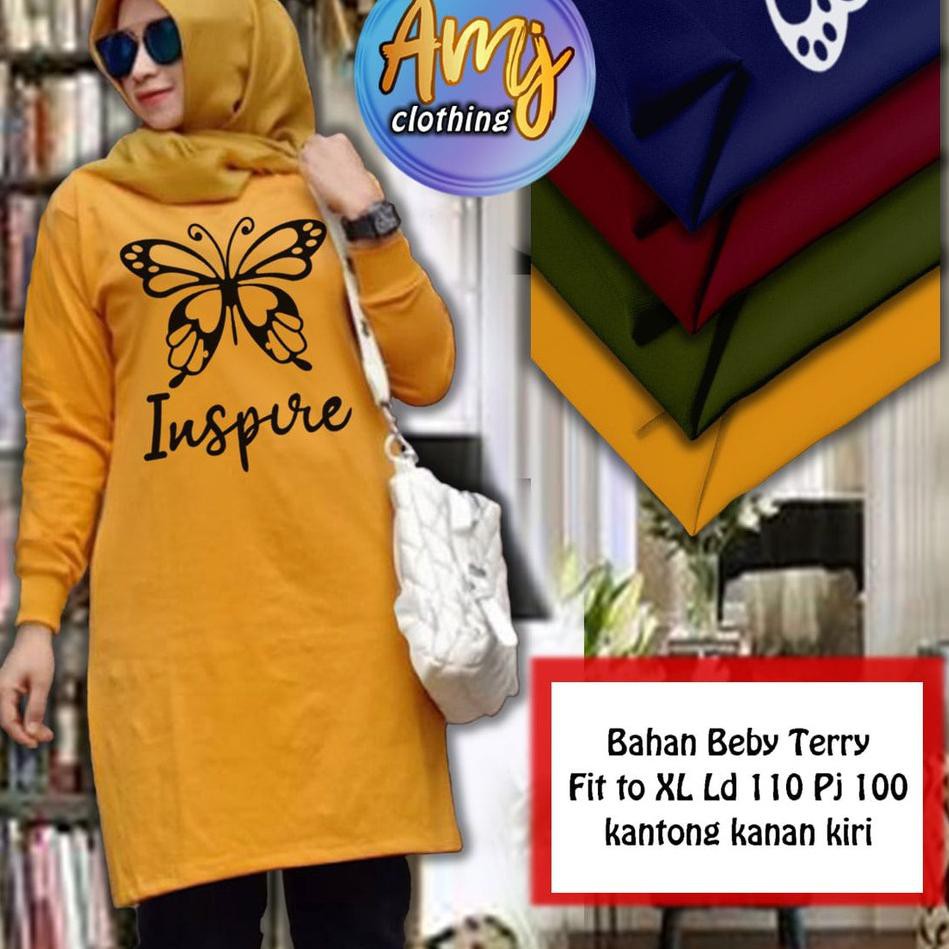 Amj
clothing
Inspire
Bahan Beby Terry
Fit to XL Ld 110 Pj 100
kantong kanan kiri